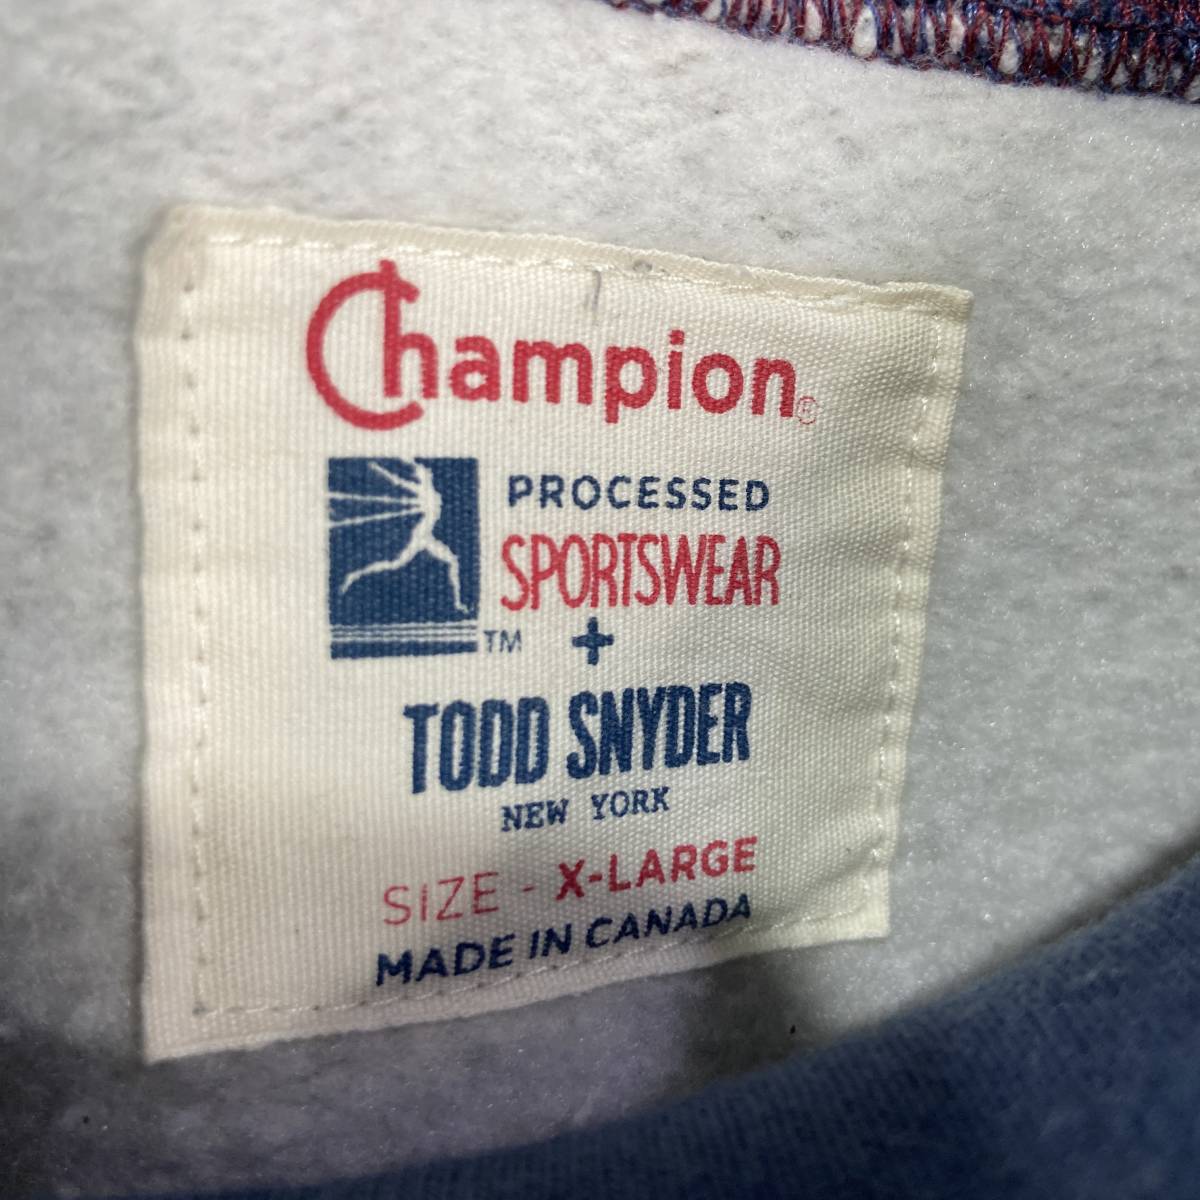 Champion®
PROCESSED
SPORTSWEAR
TM +
TODD SNYDER
NEW YORK
SIZE - X-LARGE
MADE IN CANADA